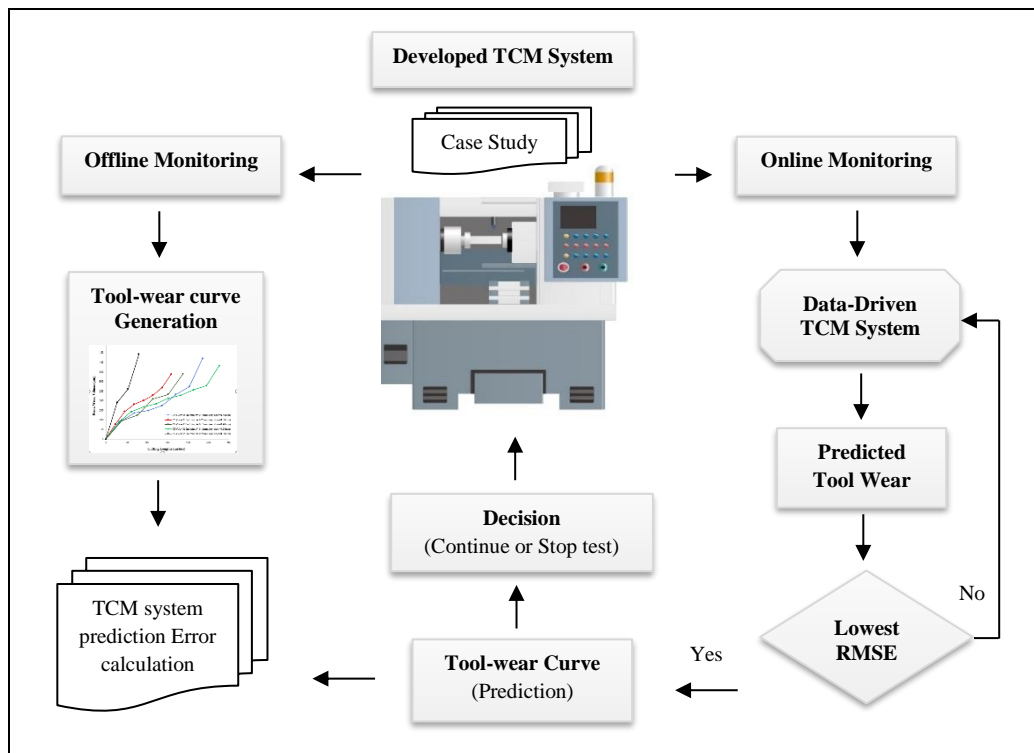 Developed TCM System
Case Study
Offline Monitoring
Online Monitoring
Tool-wear curve
Generation
Data-Driven
TCM System
Predicted
Tool Wear
Decision
(Continue or Stop test)
No
TCM system
prediction Error
calculation
Lowest
RMSE
Yes
Tool-wear Curve
(Prediction)